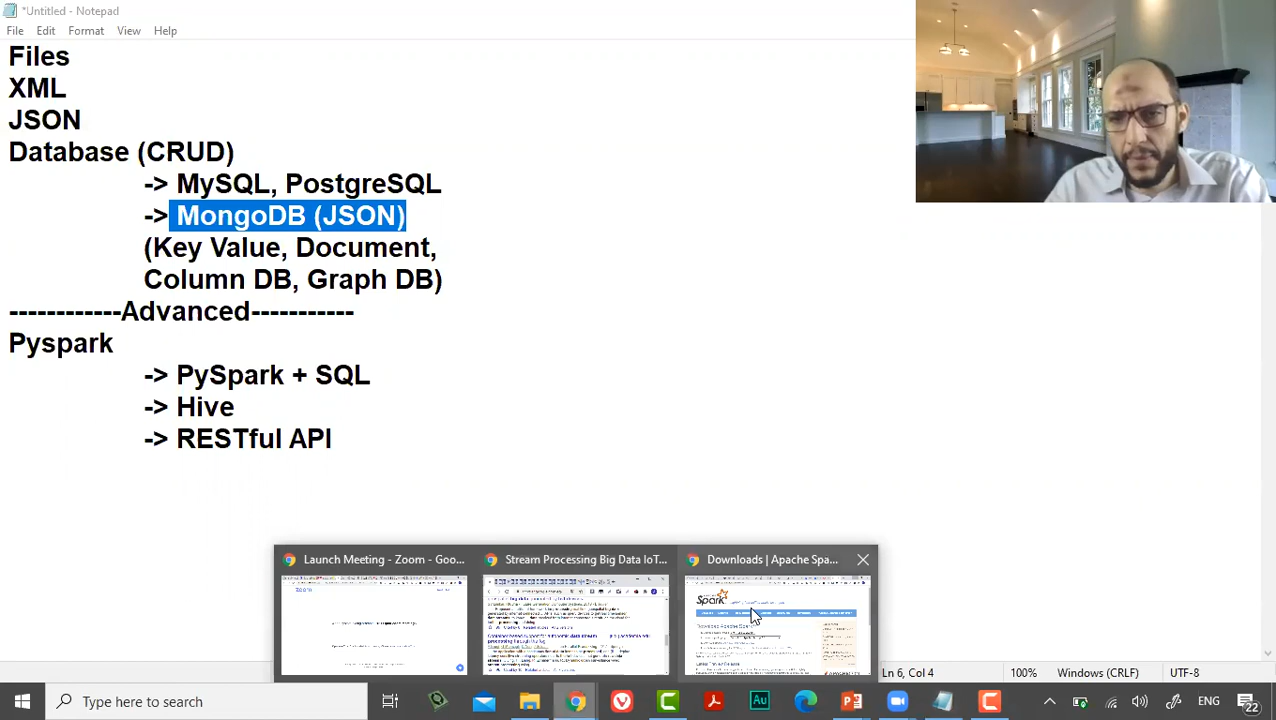 *Untitled - Notepad
File Edit Format View Help
Files
XML
JSON
Database (CRUD)
-> MySQL, PostgreSQL
-> MongoDB (JSON)
(Key Value, Document,
Column DB, Graph DB)
------------Advanced-----------
Pyspark
-> PySpark + SQL
-> Hive
-> RESTful API
Launch Meeting - Zoom - Goo...
Stream Processing Big Data IoT...
Downloads | Apache Spa...
Spark
Ln 6, Col 4
100%
Windows (CRLF)
UTF-8
Type here to search
Au
ENG
22